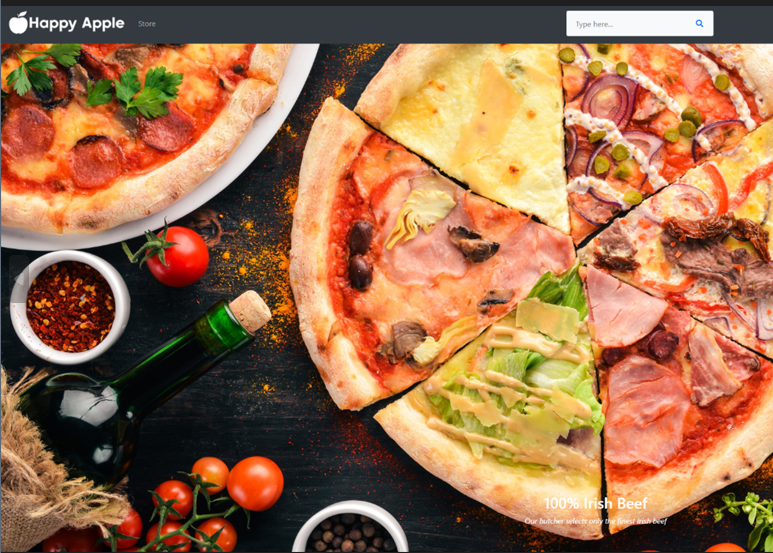 Happy Apple
Store
Type here...
100% Irish Beef
Our butcher selects only the finest Irish beef